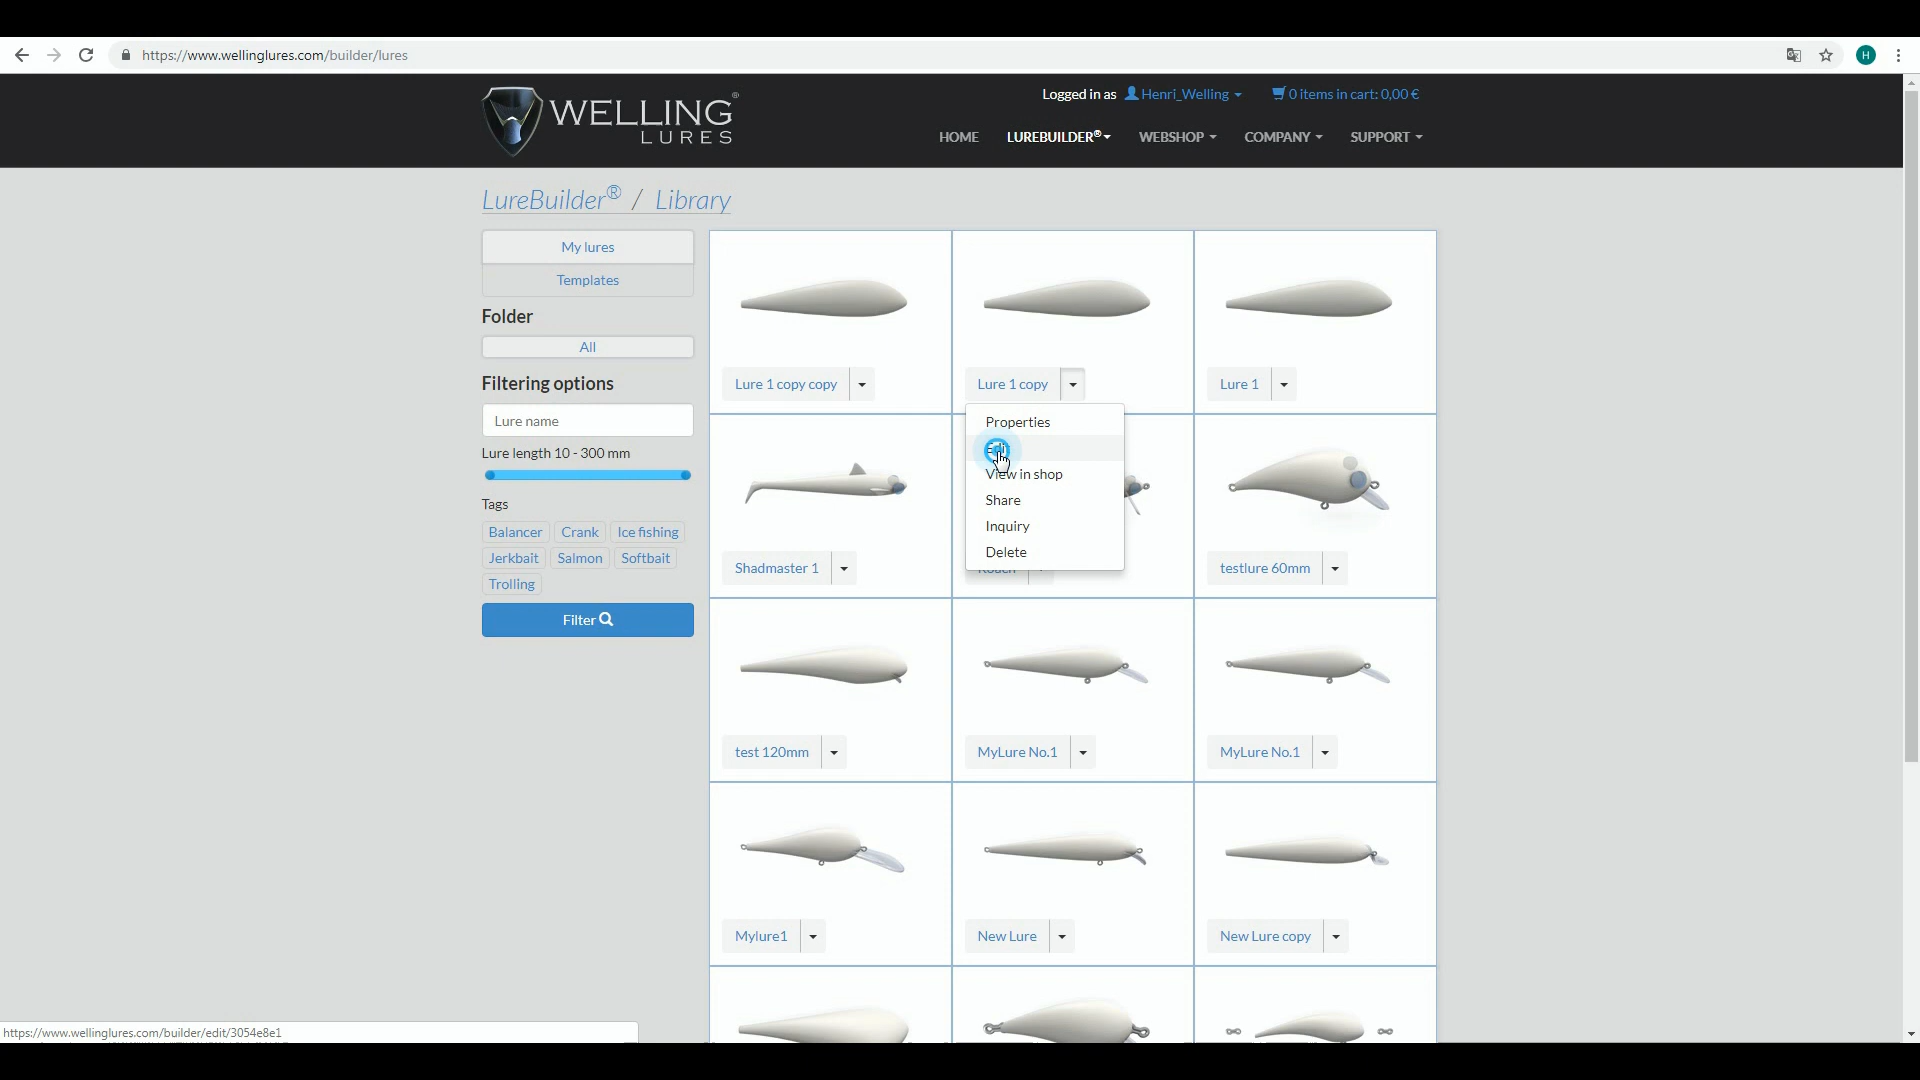 https://www.wellinglures.com/builder/lures
H
WELLING®
LURES
Logged in as Henri_Welling
0 items in cart: 0,00 €
HOME
LUREBUILDER®
WEBSHOP
COMPANY
SUPPORT
LureBuilder® / Library
My lures
Templates
Folder
All
Filtering options
Lure name
Lure length 10 - 300 mm
Tags
Balancer Crank Ice fishing
Jerkbait Salmon Softbait
Trolling
Filter
Lure 1 copy copy
Lure 1 copy
Lure 1
Properties
View in shop
Share
Inquiry
Delete
Shadmaster 1
testlure 60mm
test 120mm
MyLure No.1
MyLure No.1
Mylure1
New Lure
New Lure copy
https://www.wellinglures.com/builder/edit/3054e8e1